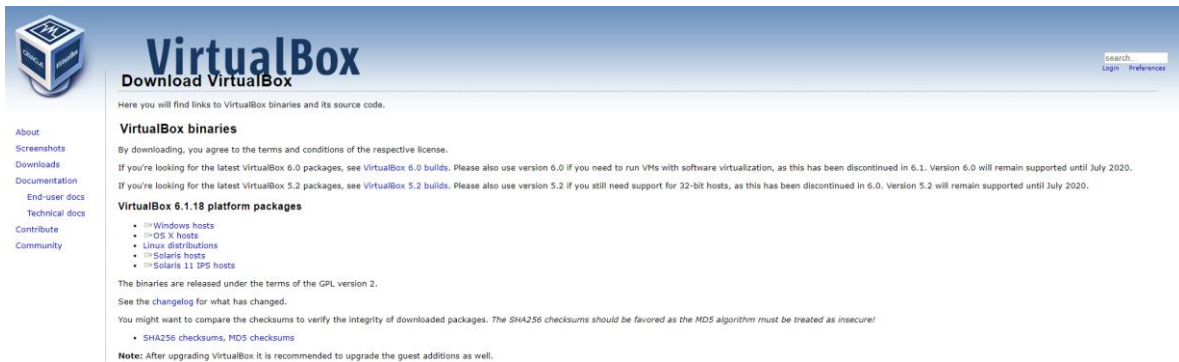 VirtualBox
search...
Login Preferences
Download VirtualBox
Here you will find links to VirtualBox binaries and its source code.
About
Screenshots
Downloads
Documentation
End-user docs
Technical docs
Contribute
Community
VirtualBox binaries
By downloading, you agree to the terms and conditions of the respective license.
If you're looking for the latest VirtualBox 6.0 packages, see VirtualBox 6.0 builds. Please also use version 6.0 if you need to run VMs with software virtualization, as this has been discontinued in 6.1. Version 6.0 will remain supported until July 2020.
If you're looking for the latest VirtualBox 5.2 packages, see VirtualBox 5.2 builds. Please also use version 5.2 if you still need support for 32-bit hosts, as this has been discontinued in 6.0. Version 5.2 will remain supported until July 2020.
VirtualBox 6.1.18 platform packages
Windows hosts
OS X hosts
Linux distributions
Solaris hosts
Solaris 11 IPS hosts
The binaries are released under the terms of the GPL version 2.
See the changelog for what has changed.
You might want to compare the checksums to verify the integrity of downloaded packages. The SHA256 checksums should be favored as the MD5 algorithm must be treated as insecure!
SHA256 checksums, MD5 checksums
Note: After upgrading VirtualBox it is recommended to upgrade the guest additions as well.